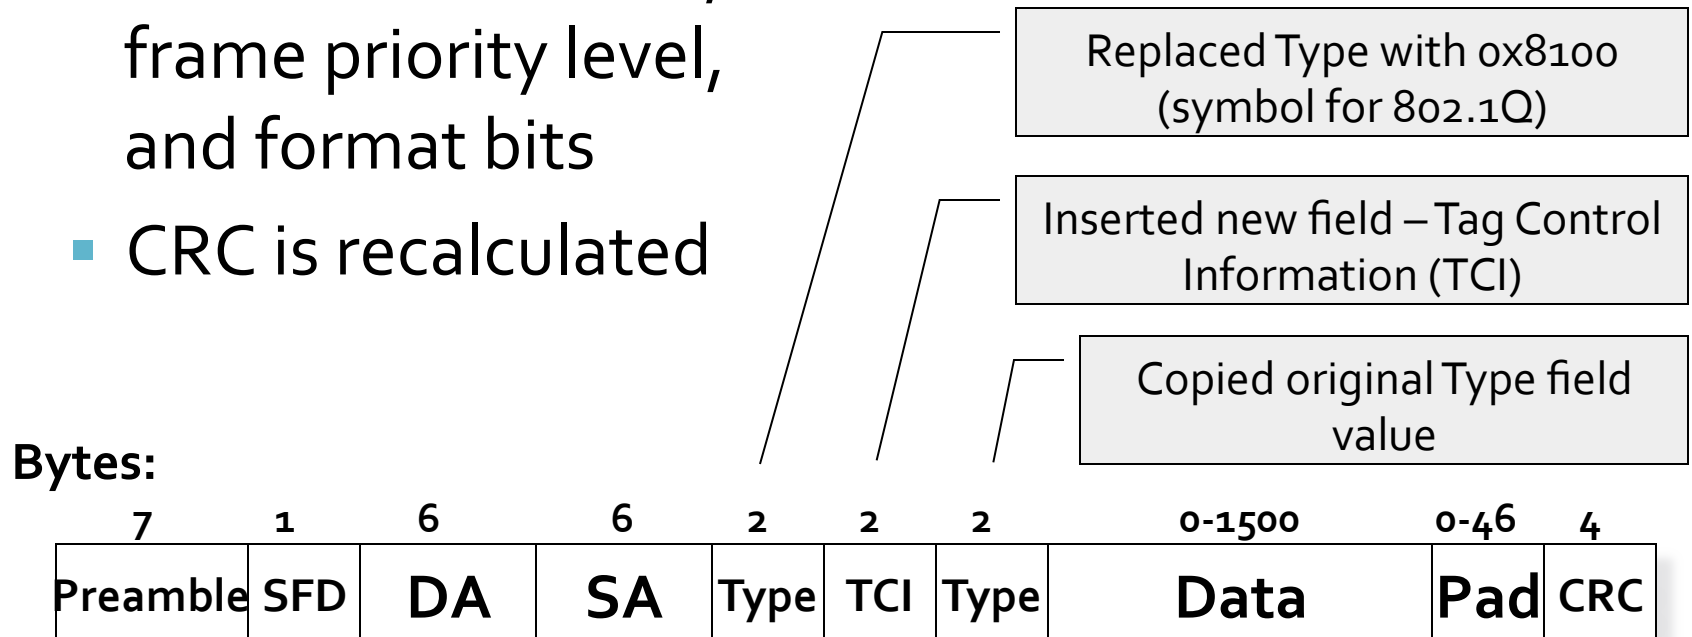 frame priority level,
and format bits
CRC is recalculated
Replaced Type with 0x8100
(symbol for 802.1Q)
Inserted new field – Tag Control
Information (TCI)
Copied original Type field
value
Bytes:
7 1 6 6 2 2 2 0-1500 0-46 4
Preamble SFD DA SA Type TCI Type Data Pad CRC